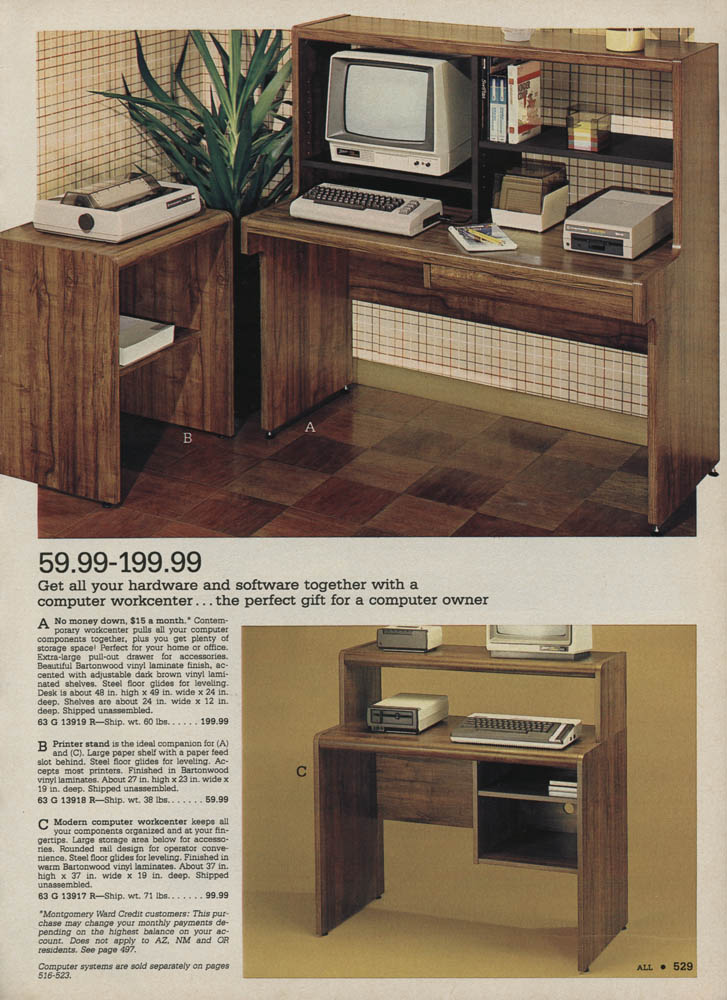 B
A
59.99-199.99
Get all your hardware and software together with a
computer workcenter...the perfect gift for a computer owner
A No money down, $15 a month.* Contem-
porary workcenter pulls all your computer
components together, plus you get plenty of
storage space! Perfect for your home or office.
Extra-large pull-out drawer for accessories.
Beautiful Bartonwood vinyl laminate finish, ac-
cented with adjustable dark brown vinyl lami-
nated shelves. Steel floor glides for leveling.
Desk is about 48 in. high x 49 in. wide x 24 in.
deep. Shelves are about 24 in. wide x 12 in.
deep. Shipped unassembled.
63 G 13919 R—Ship. wt. 60 lbs. . . . . . 199.99
B Printer stand is the ideal companion for (A)
and (C). Large paper shelf with a paper feed
slot behind. Steel floor glides for leveling. Ac-
cepts most printers. Finished in Bartonwood
vinyl laminates. About 27 in. high x 23 in. wide x
19 in. deep. Shipped unassembled.
63 G 13918 R—Ship. wt. 38 lbs. . . . . . . 59.99
C Modern computer workcenter keeps all
your components organized and at your fin-
gertips. Large storage area below for accesso-
ries. Rounded rail design for operator conve-
nience. Steel floor glides for leveling. Finished in
warm Bartonwood vinyl laminates. About 37 in.
high x 37 in. wide x 19 in. deep. Shipped
unassembled.
63 G 13917 R—Ship. wt. 71 lbs. . . . . . . 99.99
*Montgomery Ward Credit customers: This pur-
chase may change your monthly payments de-
pending on the highest balance on your ac-
count. Does not apply to AZ, NM and OR
residents. See page 497.
Computer systems are sold separately on pages
516-523.
C
ALL • 529